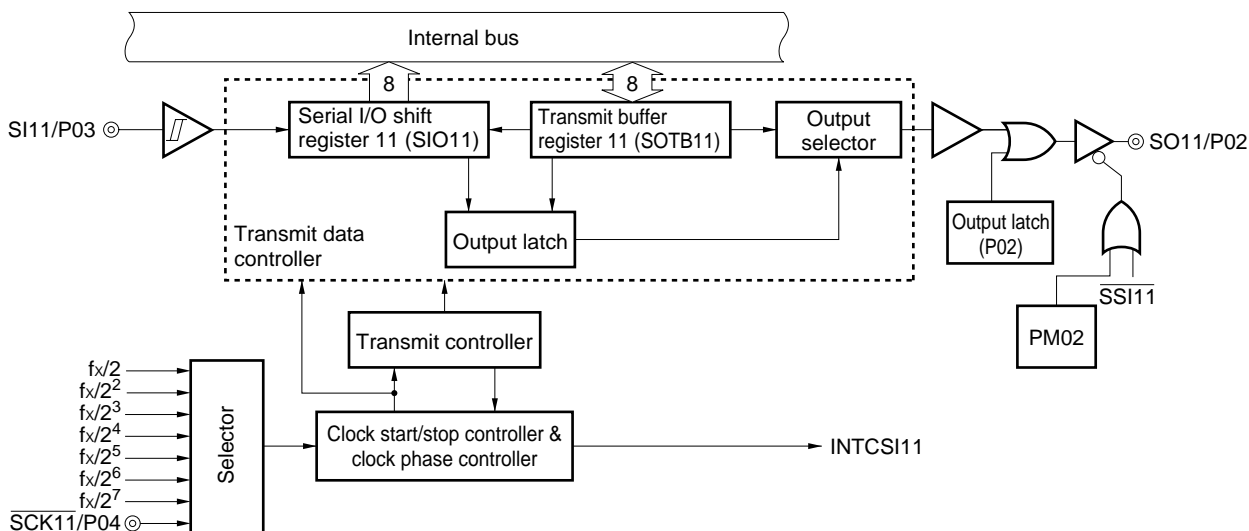 Internal bus
8
8
SI11/P03
Serial I/O shift
register 11 (SIO11)
Transmit buffer
register 11 (SOTB11)
Output
selector
SO11/P02
Transmit data
controller
Output latch
Output latch
(P02)
SSI11
PM02
Transmit controller
fx/2
fx/2²
fx/2³
fx/2⁴
fx/2⁵
fx/2⁶
fx/2⁷
SCK11/P04
Selector
Clock start/stop controller &
clock phase controller
INTCSI11